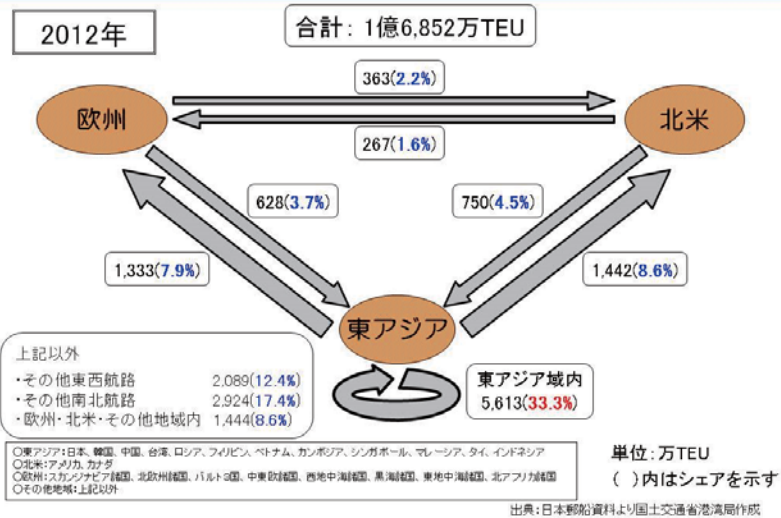 2012年
合計： 1億6,852万TEU
363(2.2%)
欧州
北米
267(1.6%)
628(3.7%)
750(4.5%)
1,333(7.9%)
1,442(8.6%)
東アジア
上記以外
・その他東西航路 2,089(12.4%)
・その他南北航路 2,924(17.4%)
・欧州・北米・その他地域内 1,444(8.6%)
東アジア域内
5,613(33.3%)
○東アジア：日本、韓国、中国、台湾、ロシア、フィリピン、ベトナム、カンボジア、シンガポール、マレーシア、タイ、インドネシア
○北米：アメリカ、カナダ
○欧州：スカンジナビア諸国、北欧州諸国、バルト3国、中東欧諸国、西地中海諸国、黒海諸国、東地中海諸国、北アフリカ諸国
○その他地域：上記以外
単位：万TEU
（ ）内はシェアを示す
出典：日本郵船資料より国土交通省港湾局作成